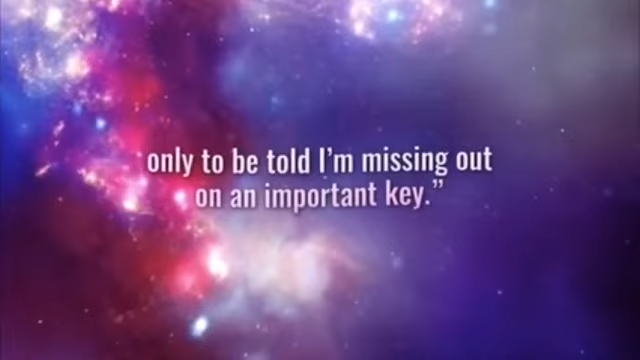 only to be told I’m missing out
on an important key.”